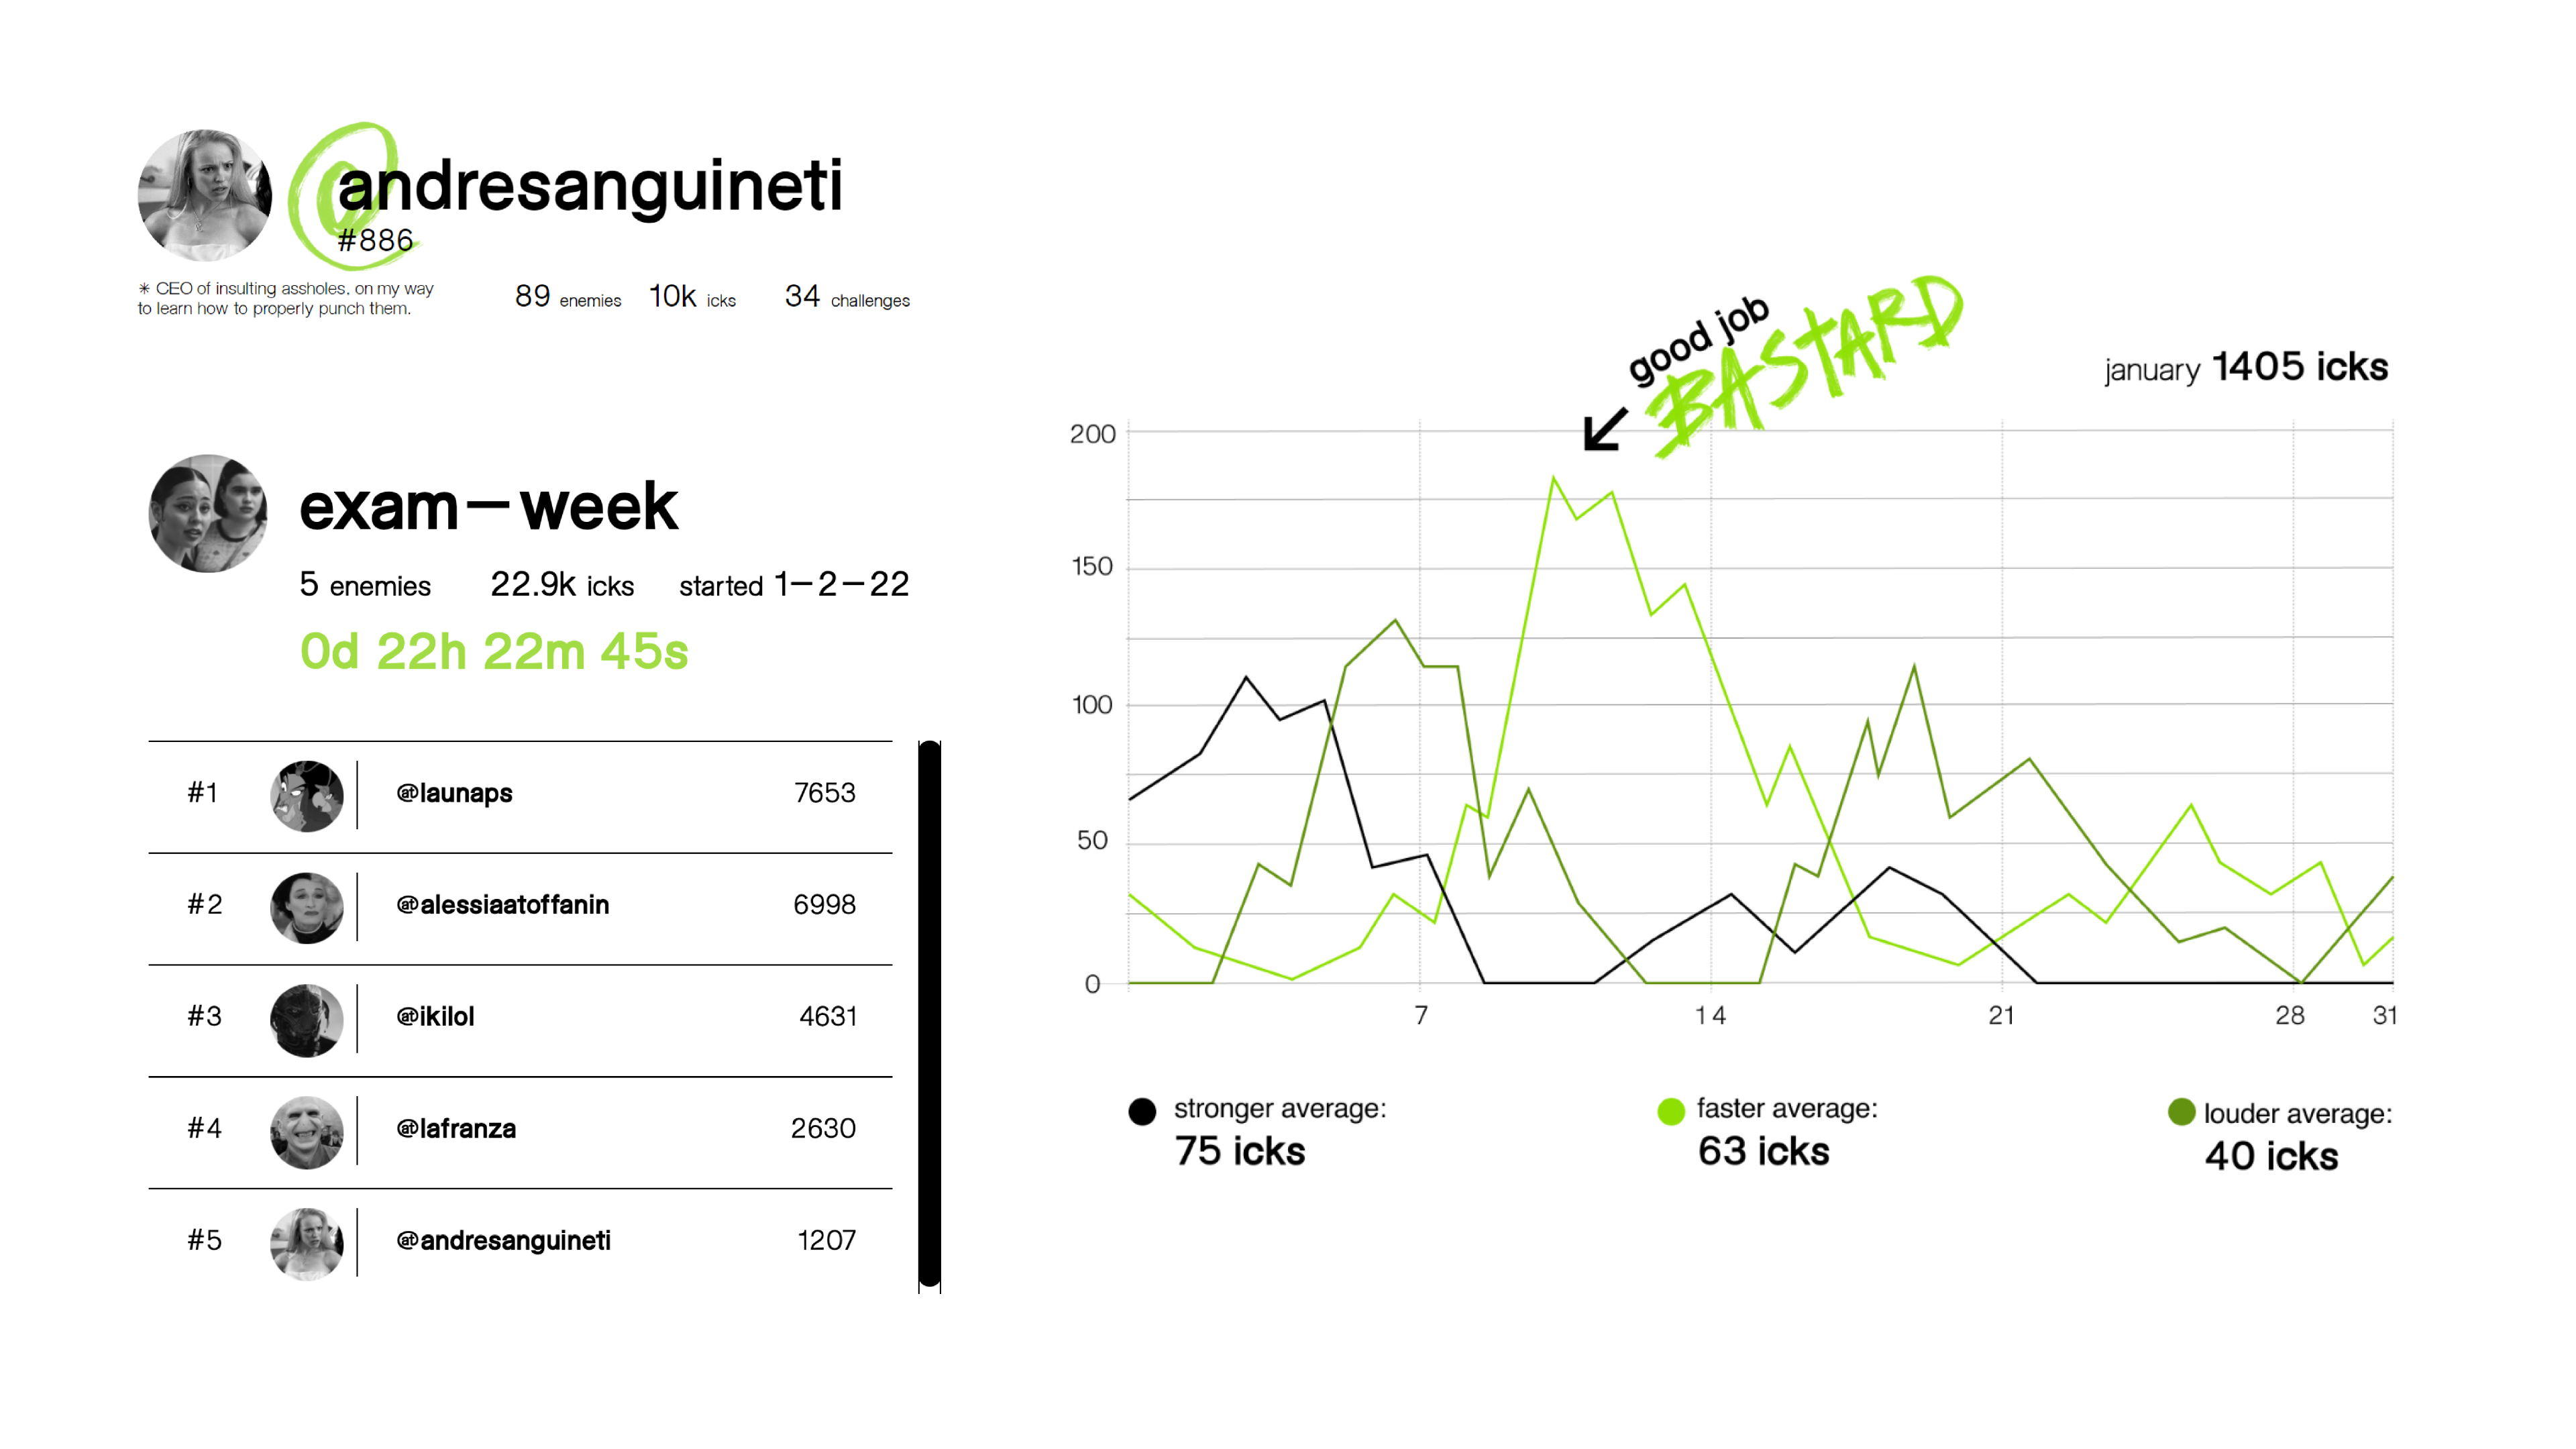 @andresanguineti
#886
* CEO of insulting assholes, on my way
to learn how to properly punch them.
89 enemies 10k icks 34 challenges
exam—week
5 enemies 22.9k icks started 1—2—22
0d 22h 22m 45s
#1 @launaps 7653
#2 @alessiaatoffanin 6998
#3 @ikilol 4631
#4 @lafranza 2630
#5 @andresanguineti 1207
good job
BASTARD
january 1405 icks
200
150
100
50
0
7 14 21 28 31
stronger average:
75 icks
faster average:
63 icks
louder average:
40 icks